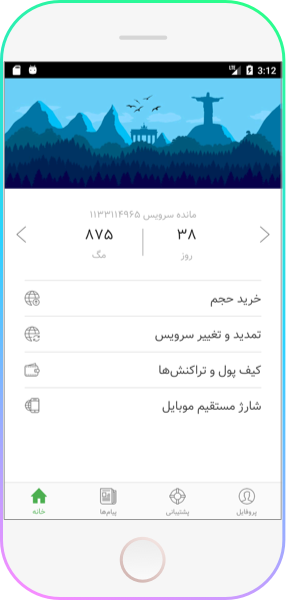 3:12
مانده سرویس ۱۱۳۳۱۱۴۹۶۵
۳۸ ۸۷۵
روز مگ
خرید حجم
تمدید و تغییر سرویس
کیف پول و تراکنش‌ها
شارژ مستقیم موبایل
پروفایل پشتیبانی پیام‌ها خانه